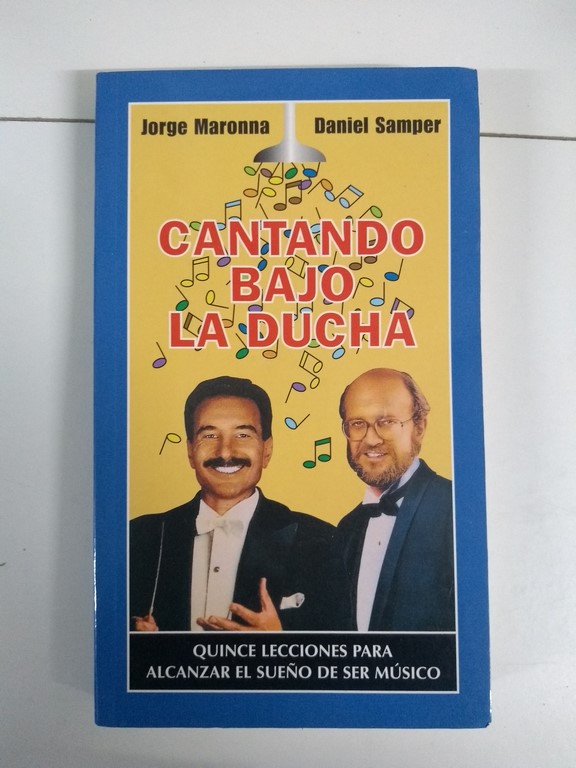 Jorge Maronna
Daniel Samper
CANTANDO
BAJO
LA DUCHA
QUINCE LECCIONES PARA
ALCANZAR EL SUEÑO DE SER MÚSICO